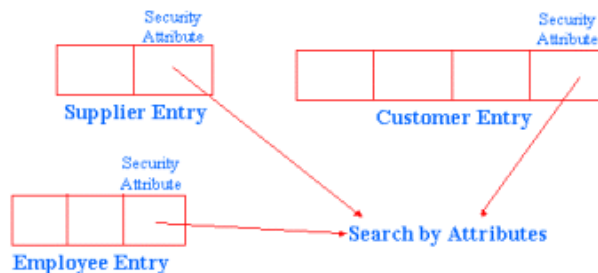 Security
Attribute
Supplier Entry
Security
Attribute
Customer Entry
Security
Attribute
Employee Entry
Search by Attributes